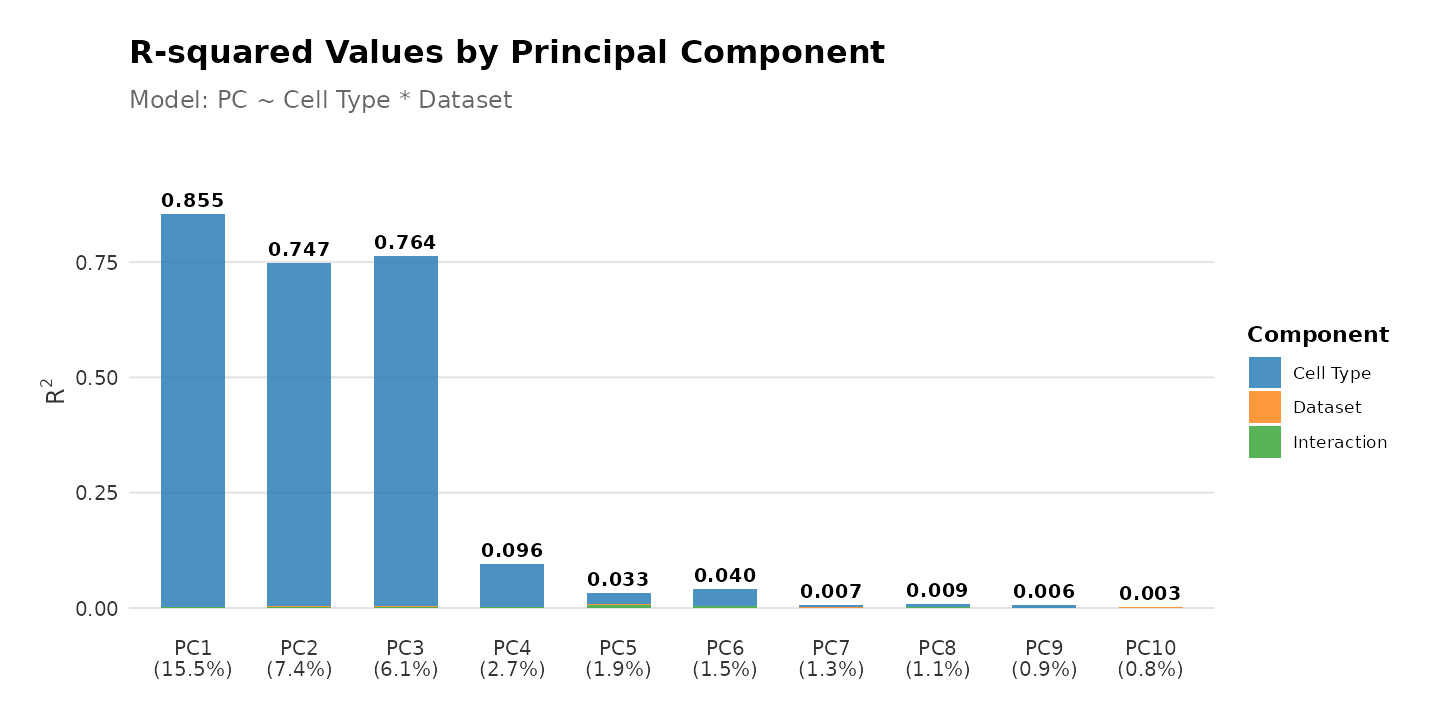 R-squared Values by Principal Component
Model: PC ~ Cell Type * Dataset
0.855
0.747
0.764
0.096
0.033
0.040
0.007
0.009
0.006
0.003
R²
0.75
0.50
0.25
0.00
PC1
(15.5%)
PC2
(7.4%)
PC3
(6.1%)
PC4
(2.7%)
PC5
(1.9%)
PC6
(1.5%)
PC7
(1.3%)
PC8
(1.1%)
PC9
(0.9%)
PC10
(0.8%)
Component
Cell Type
Dataset
Interaction